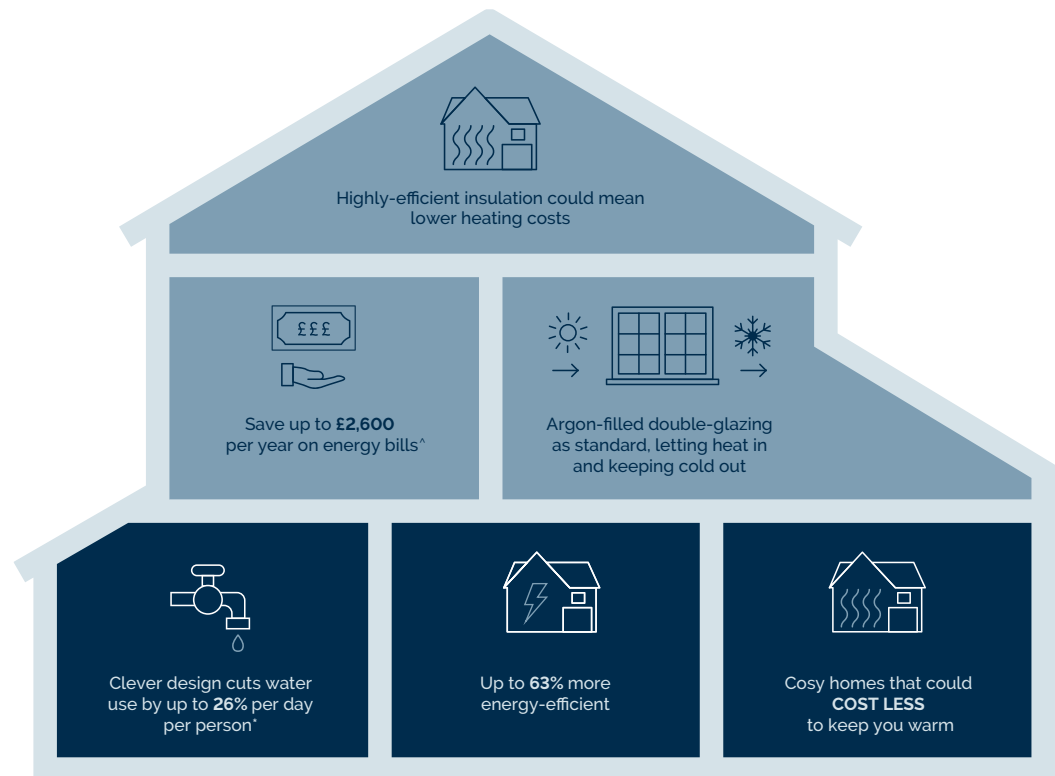 Highly-efficient insulation could mean
lower heating costs
£££
Save up to £2,600
per year on energy bills^
Argon-filled double-glazing
as standard, letting heat in
and keeping cold out
Clever design cuts water
use by up to 26% per day
per person*
Up to 63% more
energy-efficient
Cosy homes that could
COST LESS
to keep you warm